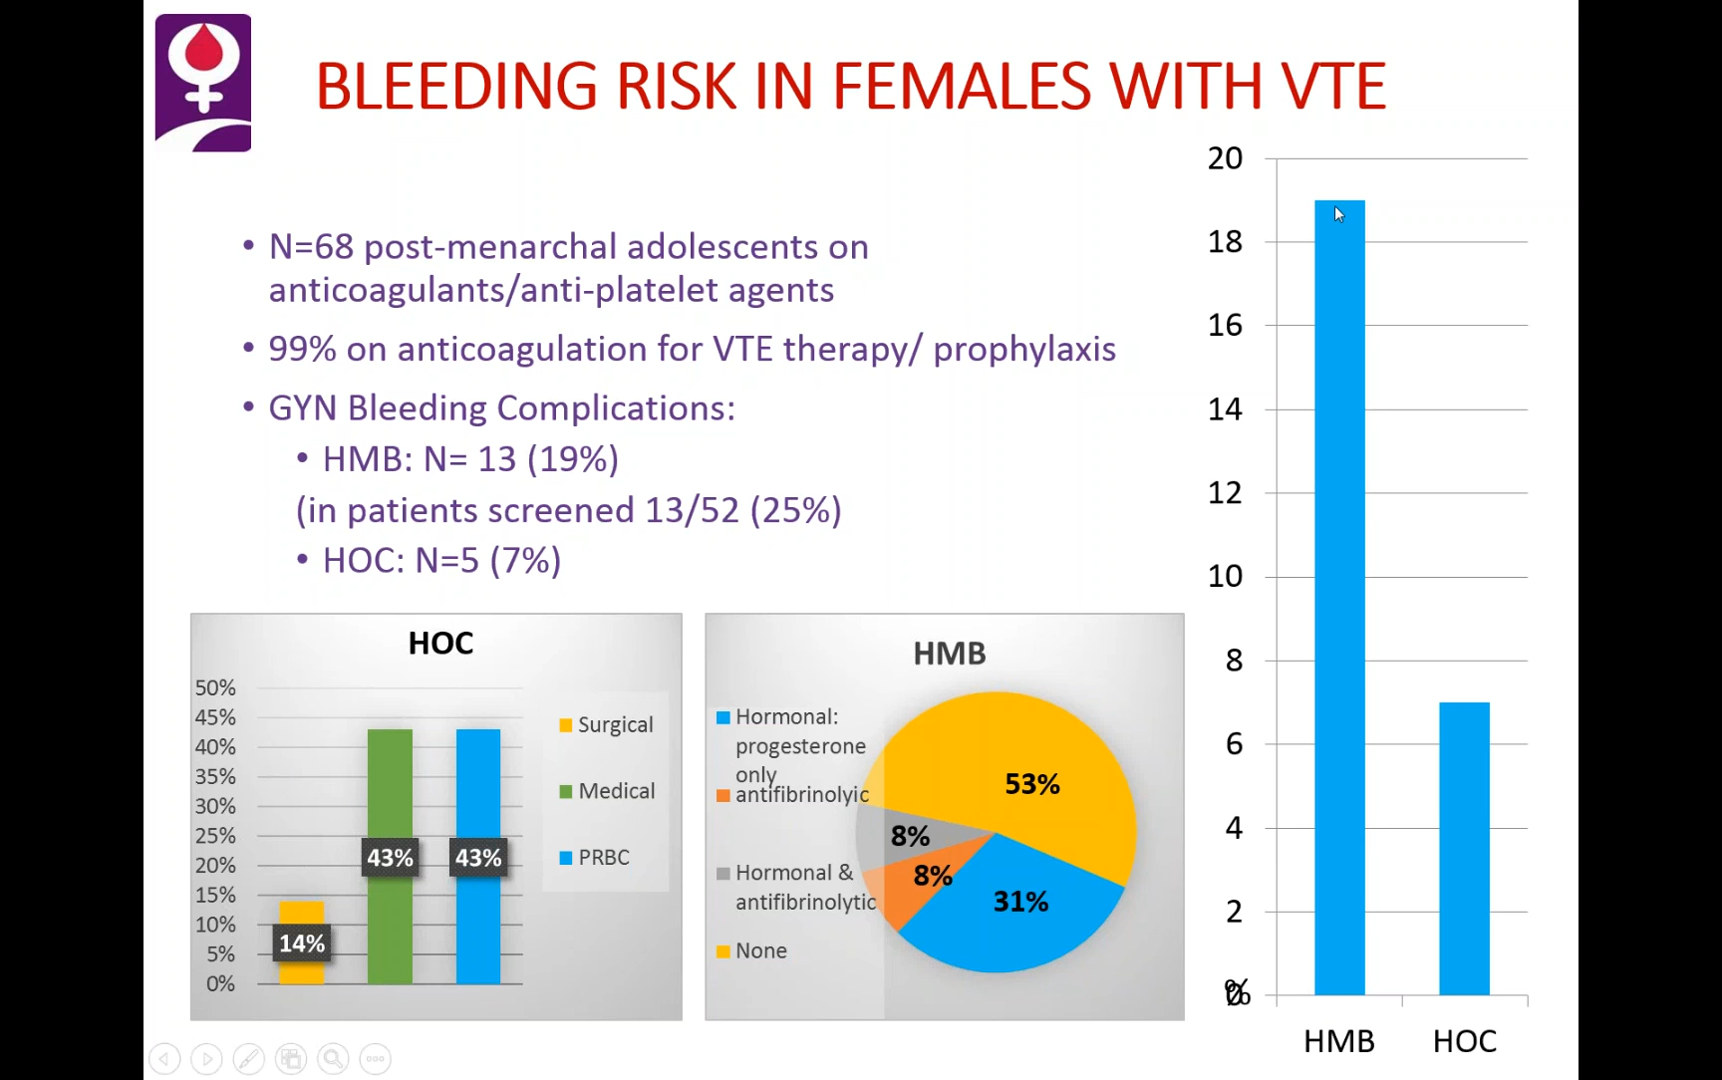 BLEEDING RISK IN FEMALES WITH VTE
• N=68 post-menarchal adolescents on
anticoagulants/anti-platelet agents
• 99% on anticoagulation for VTE therapy/ prophylaxis
• GYN Bleeding Complications:
• HMB: N= 13 (19%)
(in patients screened 13/52 (25%)
• HOC: N=5 (7%)
HOC
50%
45%
40%
35%
30%
25%
20%
15%
10%
5%
0%
14%
43%
43%
Surgical
Medical
PRBC
HMB
Hormonal:
progesterone
only
antifibrinolyic
Hormonal &
antifibrinolytic
None
53%
8%
8%
31%
20
18
16
14
12
10
8
6
4
2
0
%
HMB
HOC